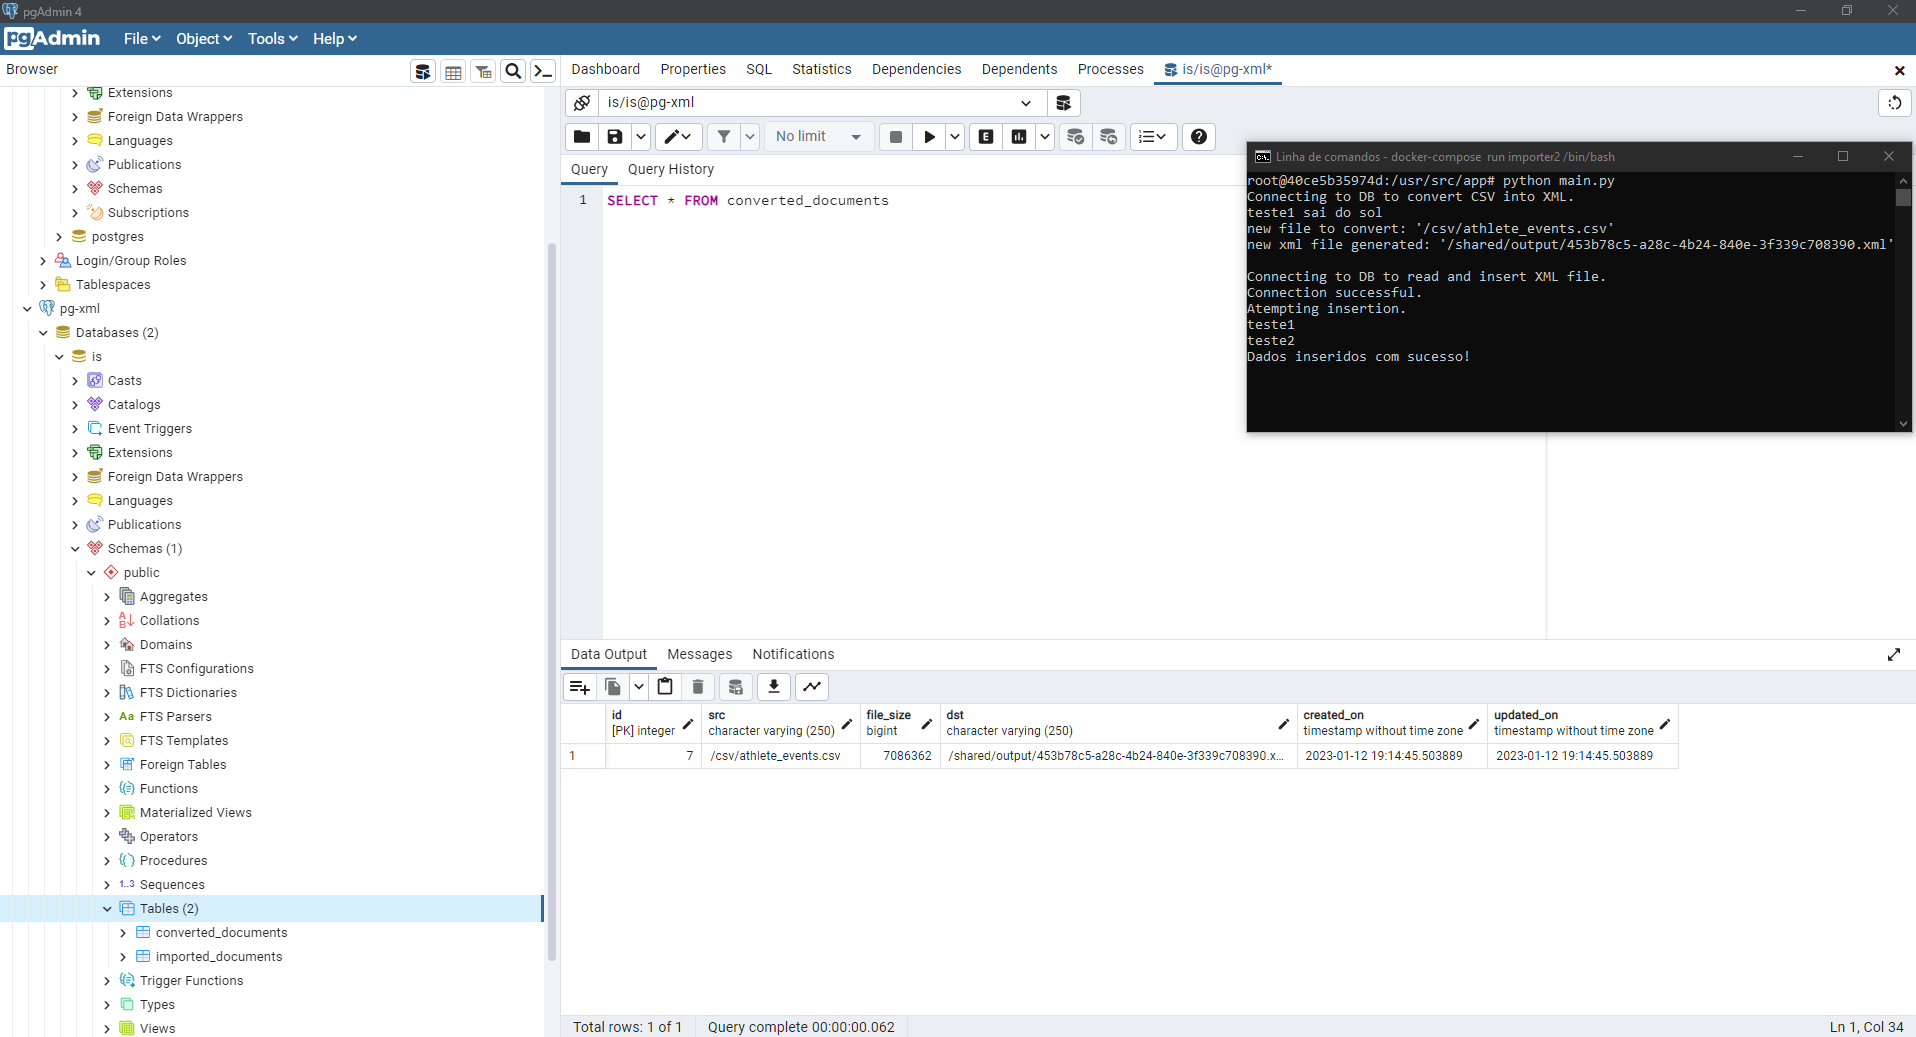 pgAdmin 4
pgAdmin
File Object Tools Help
Browser
Extensions
Foreign Data Wrappers
Languages
Publications
Schemas
Subscriptions
postgres
Login/Group Roles
Tablespaces
pg-xml
Databases (2)
is
Casts
Catalogs
Event Triggers
Extensions
Foreign Data Wrappers
Languages
Publications
Schemas (1)
public
Aggregates
Collations
Domains
FTS Configurations
FTS Dictionaries
Aa FTS Parsers
FTS Templates
Foreign Tables
Functions
Materialized Views
Operators
Procedures
1..3 Sequences
Tables (2)
converted_documents
imported_documents
Trigger Functions
Types
Views
Dashboard Properties SQL Statistics Dependencies Dependents Processes is/is@pg-xml*
is/is@pg-xml
No limit
E
Query Query History
1 SELECT * FROM converted_documents
Linha de comandos - docker-compose run importer2 /bin/bash
root@40ce5b35974d:/usr/src/app# python main.py
Connecting to DB to convert CSV into XML.
teste1 sai do sol
new file to convert: '/csv/athlete_events.csv'
new xml file generated: '/shared/output/453b78c5-a28c-4b24-840e-3f339c708390.xml'
Connecting to DB to read and insert XML file.
Connection successful.
Atempting insertion.
teste1
teste2
Dados inseridos com sucesso!
Data Output Messages Notifications
id src file_size dst created_on updated_on
[PK] integer character varying (250) bigint character varying (250) timestamp without time zone timestamp without time zone
1 7 /csv/athlete_events.csv 7086362 /shared/output/453b78c5-a28c-4b24-840e-3f339c708390.x... 2023-01-12 19:14:45.503889 2023-01-12 19:14:45.503889
Total rows: 1 of 1 Query complete 00:00:00.062 Ln 1, Col 34